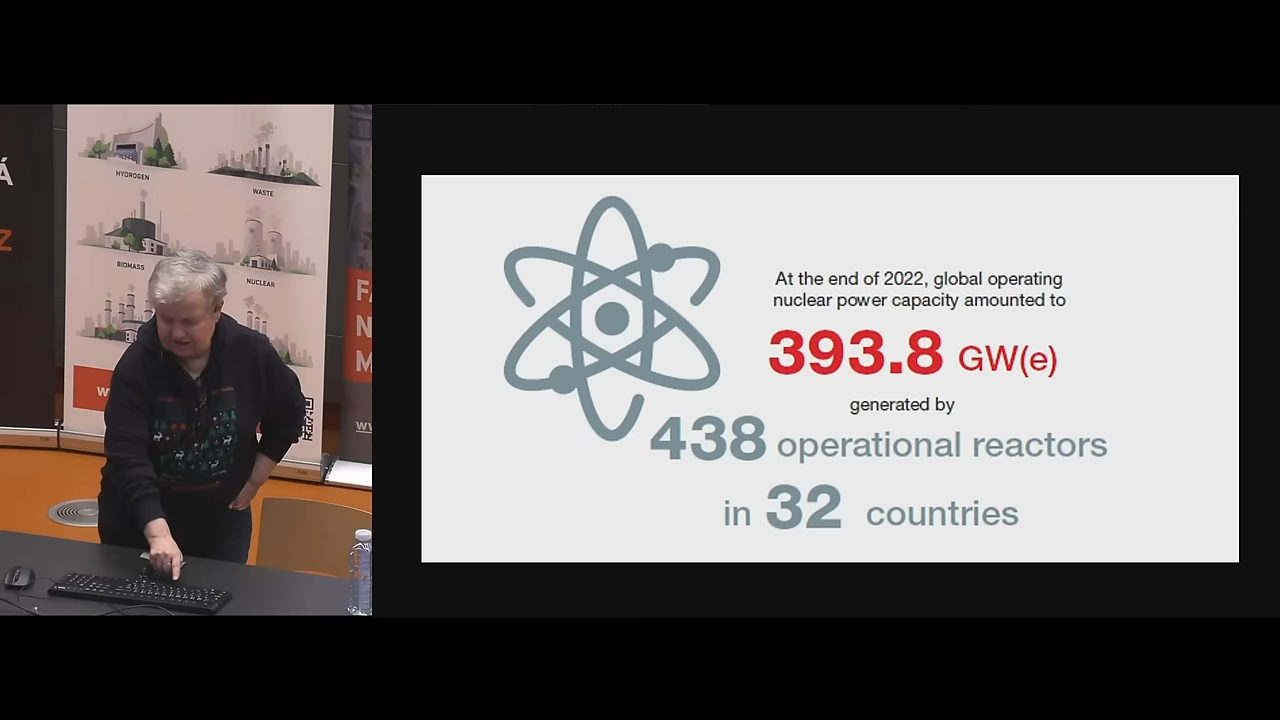 Á
Z
HYDROGEN
WASTE
BIOMASS
NUCLEAR
At the end of 2022, global operating
nuclear power capacity amounted to
393.8 GW(e)
generated by
438 operational reactors
in 32 countries